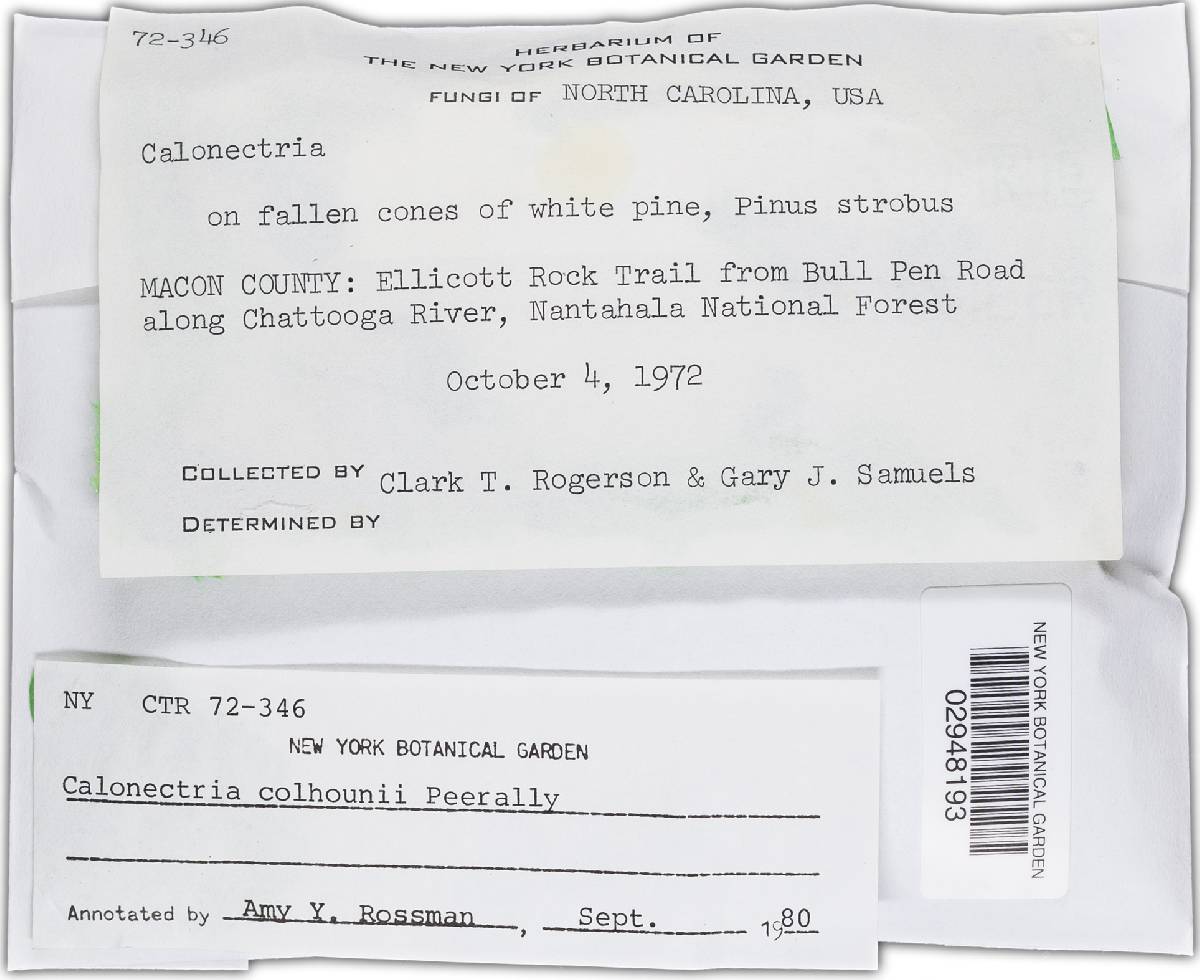 72-346
HERBARIUM OF
THE NEW YORK BOTANICAL GARDEN
FUNGI OF NORTH CAROLINA, USA
Calonectria
on fallen cones of white pine, Pinus strobus
MACON COUNTY: Ellicott Rock Trail from Bull Pen Road
along Chattooga River, Nantahala National Forest
October 4, 1972
COLLECTED BY Clark T. Rogerson & Gary J. Samuels
DETERMINED BY
NY CTR 72-346
NEW YORK BOTANICAL GARDEN
Calonectria colhounii Peerally
Annotated by Amy Y. Rossman, Sept. 1980
NEW YORK BOTANICAL GARDEN
02948193